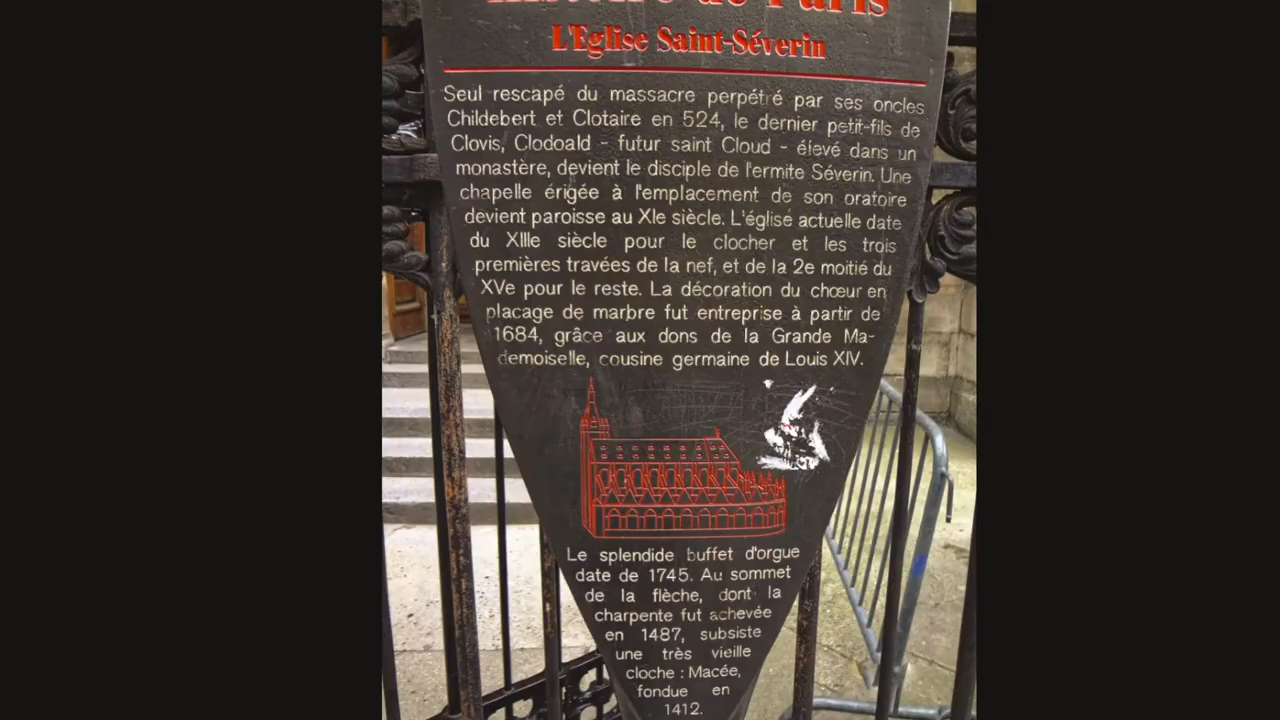 Histoire de Paris
L'Eglise Saint-Séverin
Seul rescapé du massacre perpétré par ses oncles
Childebert et Clotaire en 524, le dernier petit-fils de
Clovis, Clodoald - futur saint Cloud - élevé dans un
monastère, devient le disciple de l'ermite Séverin. Une
chapelle érigée à l'emplacement de son oratoire
devient paroisse au XIe siècle. L'église actuelle date
du XIIIe siècle pour le clocher et les trois
premières travées de la nef, et de la 2e moitié du
XVe pour le reste. La décoration du chœur en
placage de marbre fut entreprise à partir de
1684, grâce aux dons de la Grande Ma-
demoiselle, cousine germaine de Louis XIV.
Le splendide buffet d'orgue
date de 1745. Au sommet
de la flèche, dont la
charpente fut achevée
en 1487, subsiste
une très vieille
cloche : Macée,
fondue en
1412.